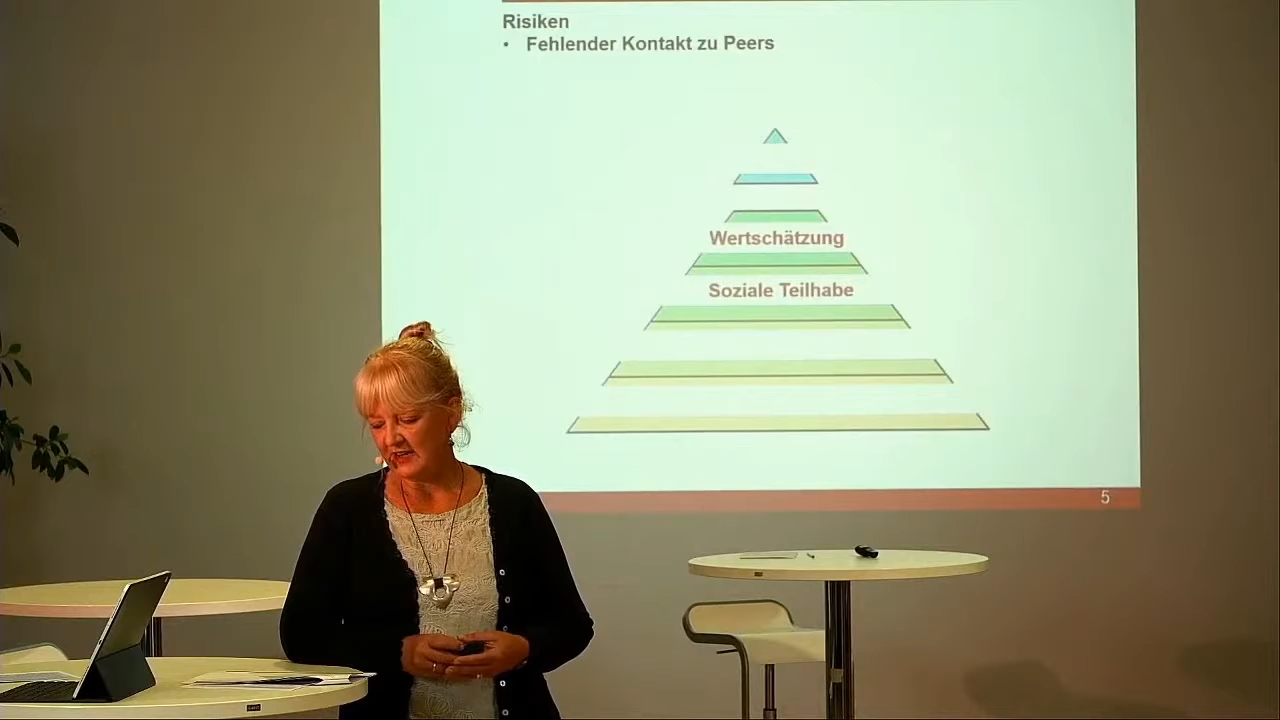 Risiken
• Fehlender Kontakt zu Peers
Wertschätzung
Soziale Teilhabe
5